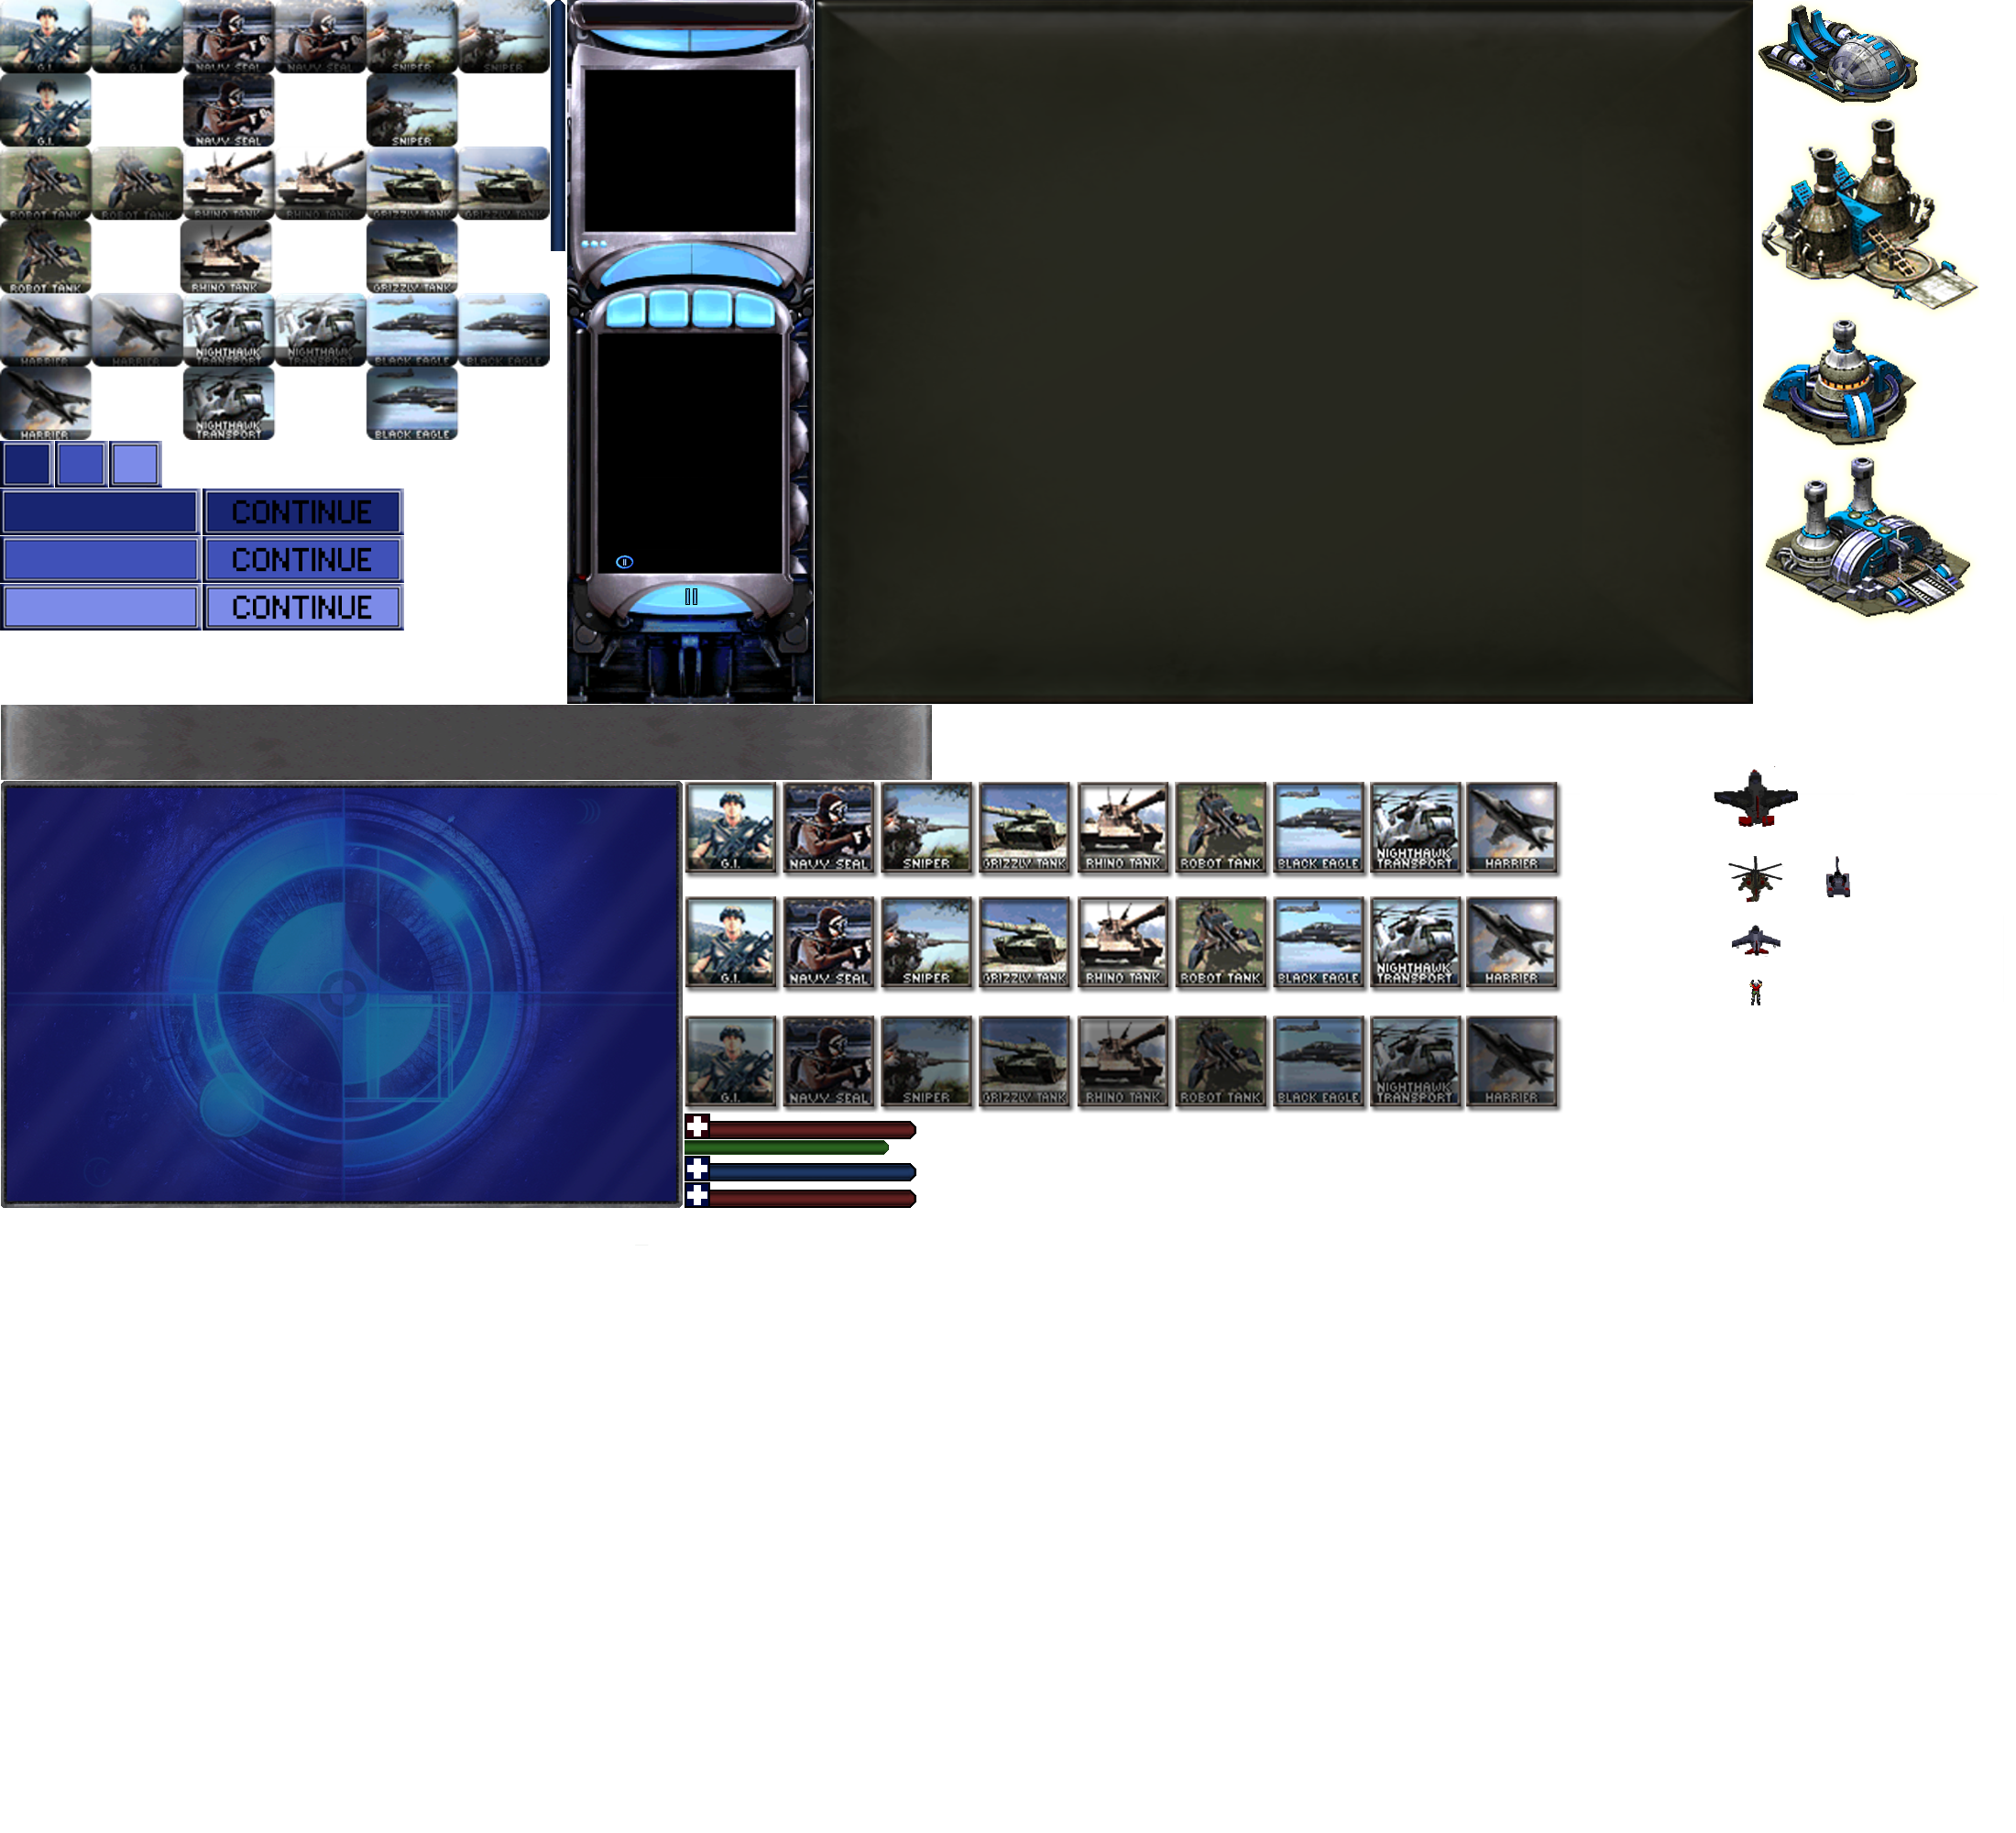 G.I. G.I. NAVY SEAL NAVY SEAL SNIPER SNIPER
G.I. NAVY SEAL SNIPER
ROBOT TANK ROBOT TANK RHINO TANK RHINO TANK GRIZZLY TANK GRIZZLY TANK
ROBOT TANK RHINO TANK GRIZZLY TANK
HARRIER HARRIER NIGHTHAWK TRANSPORT NIGHTHAWK TRANSPORT BLACK EAGLE BLACK EAGLE
HARRIER NIGHTHAWK TRANSPORT BLACK EAGLE
CONTINUE
CONTINUE
CONTINUE
G.I. NAVY SEAL SNIPER GRIZZLY TANK RHINO TANK ROBOT TANK BLACK EAGLE NIGHTHAWK TRANSPORT HARRIER
G.I. NAVY SEAL SNIPER GRIZZLY TANK RHINO TANK ROBOT TANK BLACK EAGLE NIGHTHAWK TRANSPORT HARRIER
G.I. NAVY SEAL SNIPER GRIZZLY TANK RHINO TANK ROBOT TANK BLACK EAGLE NIGHTHAWK TRANSPORT HARRIER